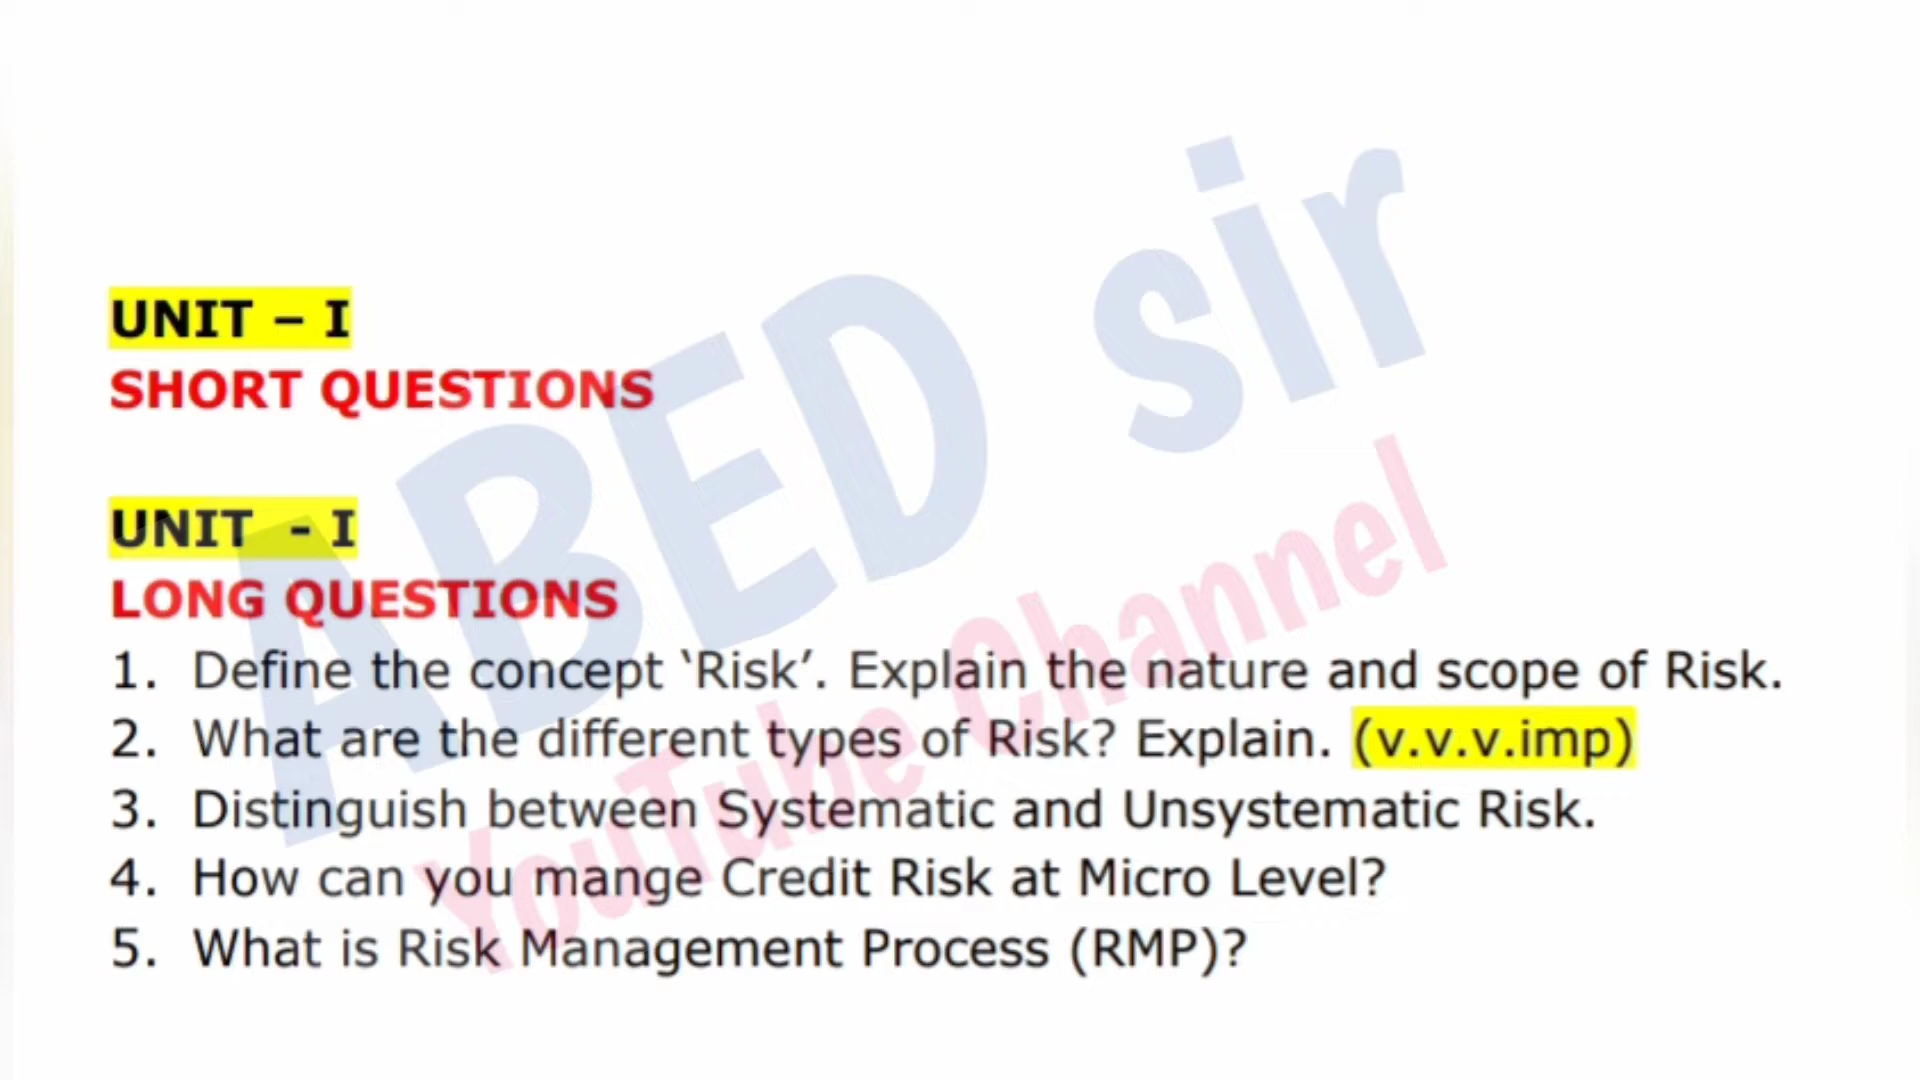 UNIT – I
SHORT QUESTIONS
UNIT - I
LONG QUESTIONS
1. Define the concept ‘Risk’. Explain the nature and scope of Risk.
2. What are the different types of Risk? Explain. (v.v.v.imp)
3. Distinguish between Systematic and Unsystematic Risk.
4. How can you mange Credit Risk at Micro Level?
5. What is Risk Management Process (RMP)?
ABED sir
YouTube Channel